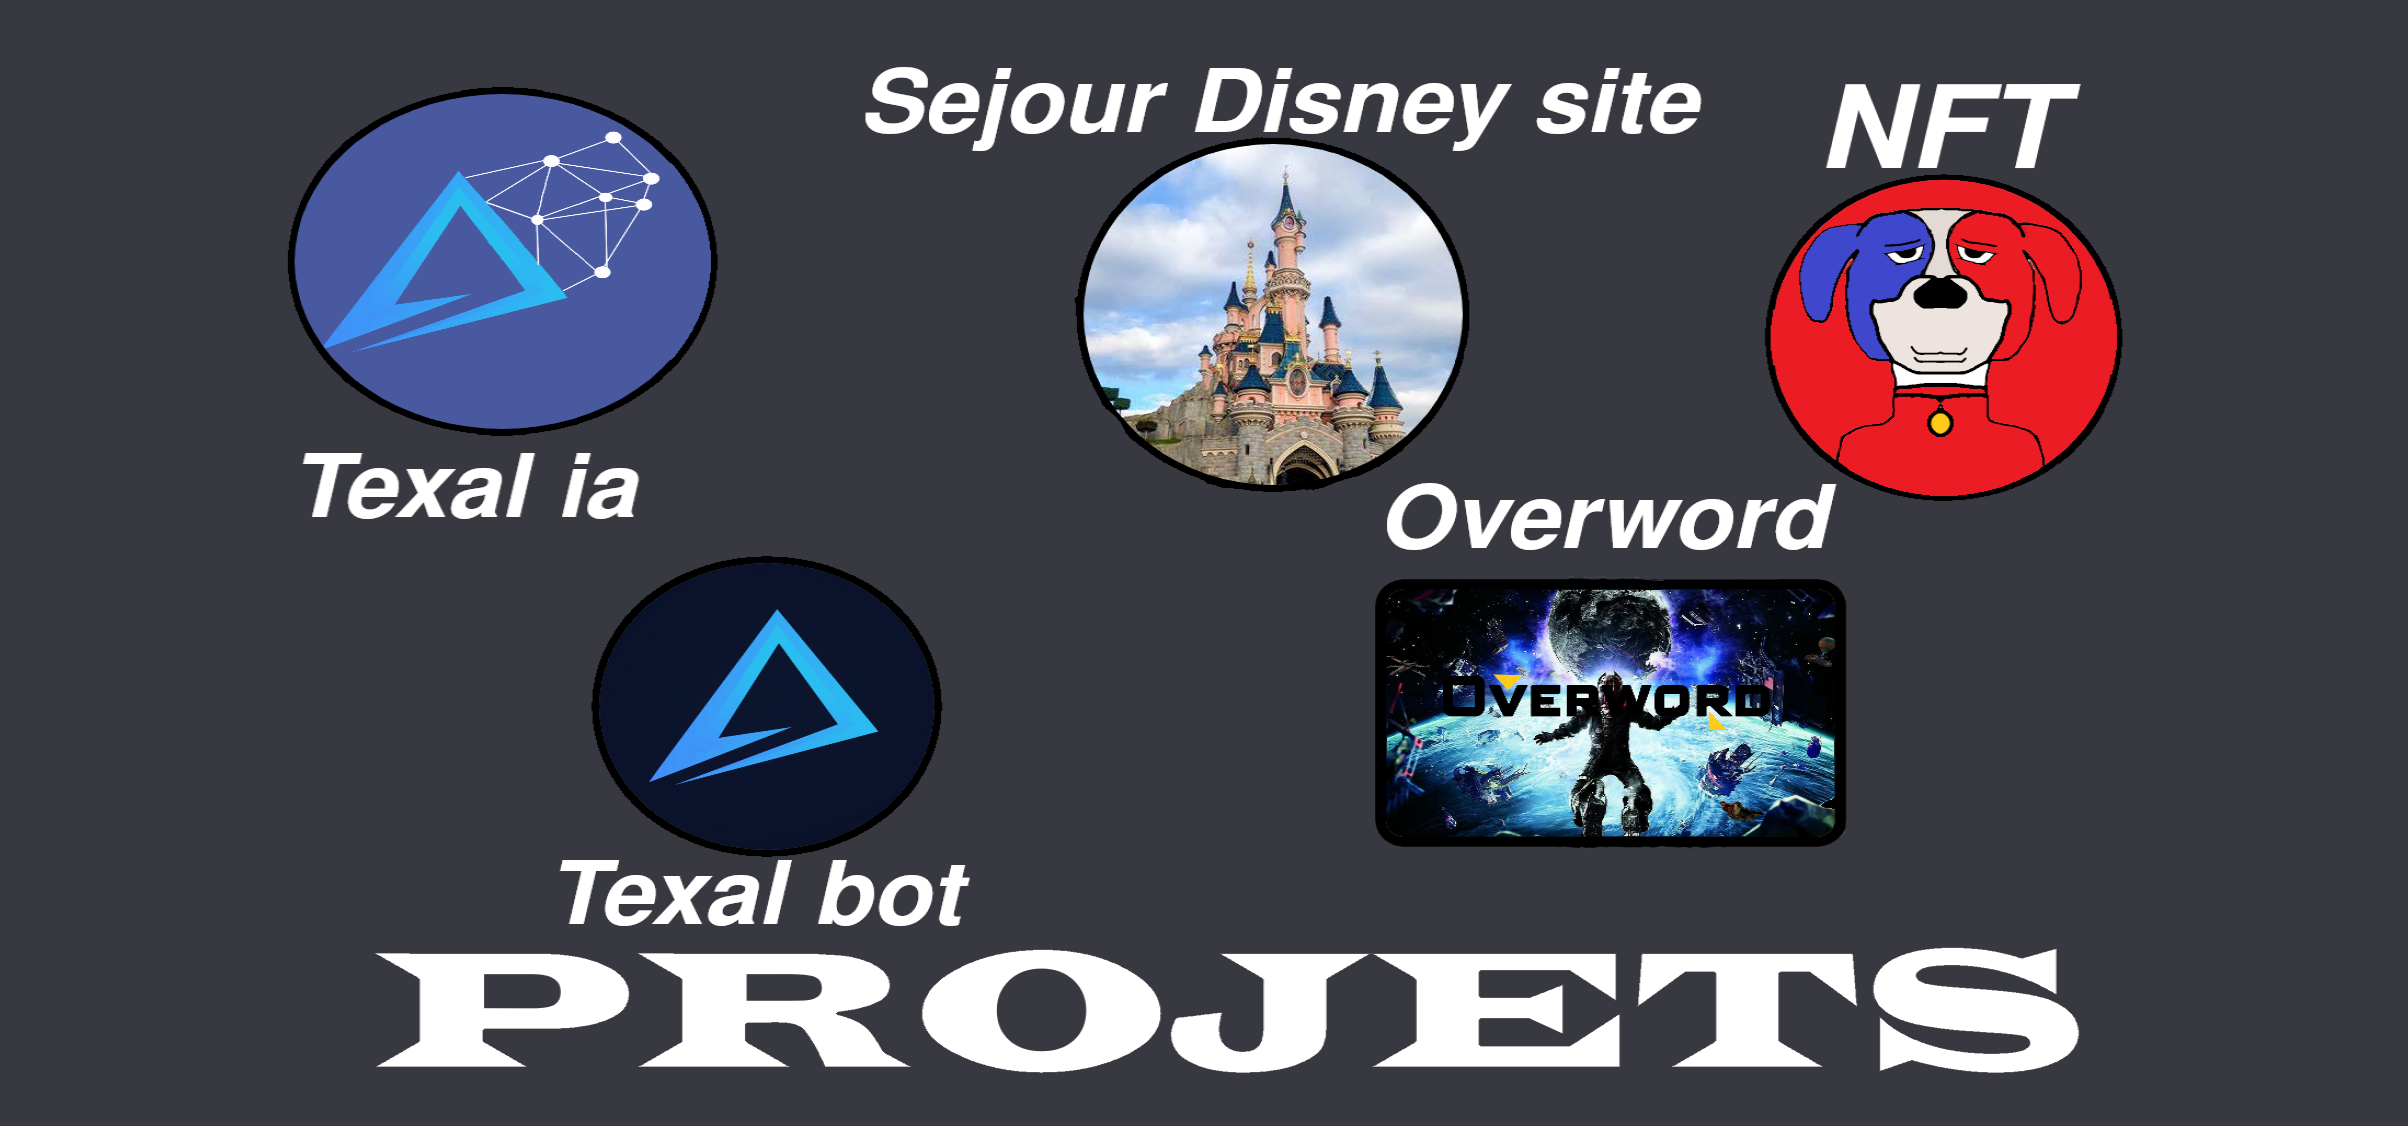 Sejour Disney site
NFT
Texal ia
Overword
OVERWORD
Texal bot
PROJETS